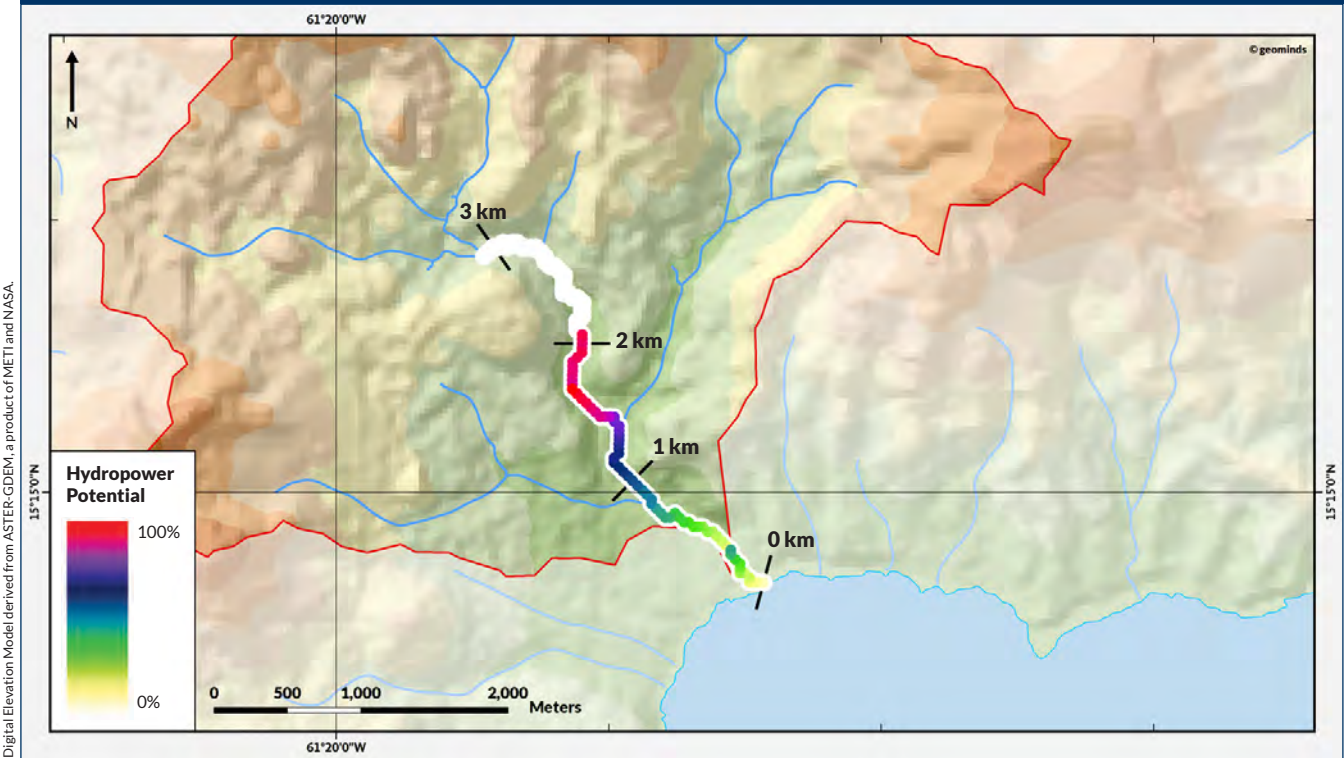 61°20'0"W
© geominds
N
3 km
2 km
1 km
0 km
15°15'0"N
15°15'0"N
Hydropower
Potential
100%
0%
0 500 1,000 2,000
Meters
61°20'0"W
Digital Elevation Model derived from ASTER-GDEM, a product of METI and NASA.